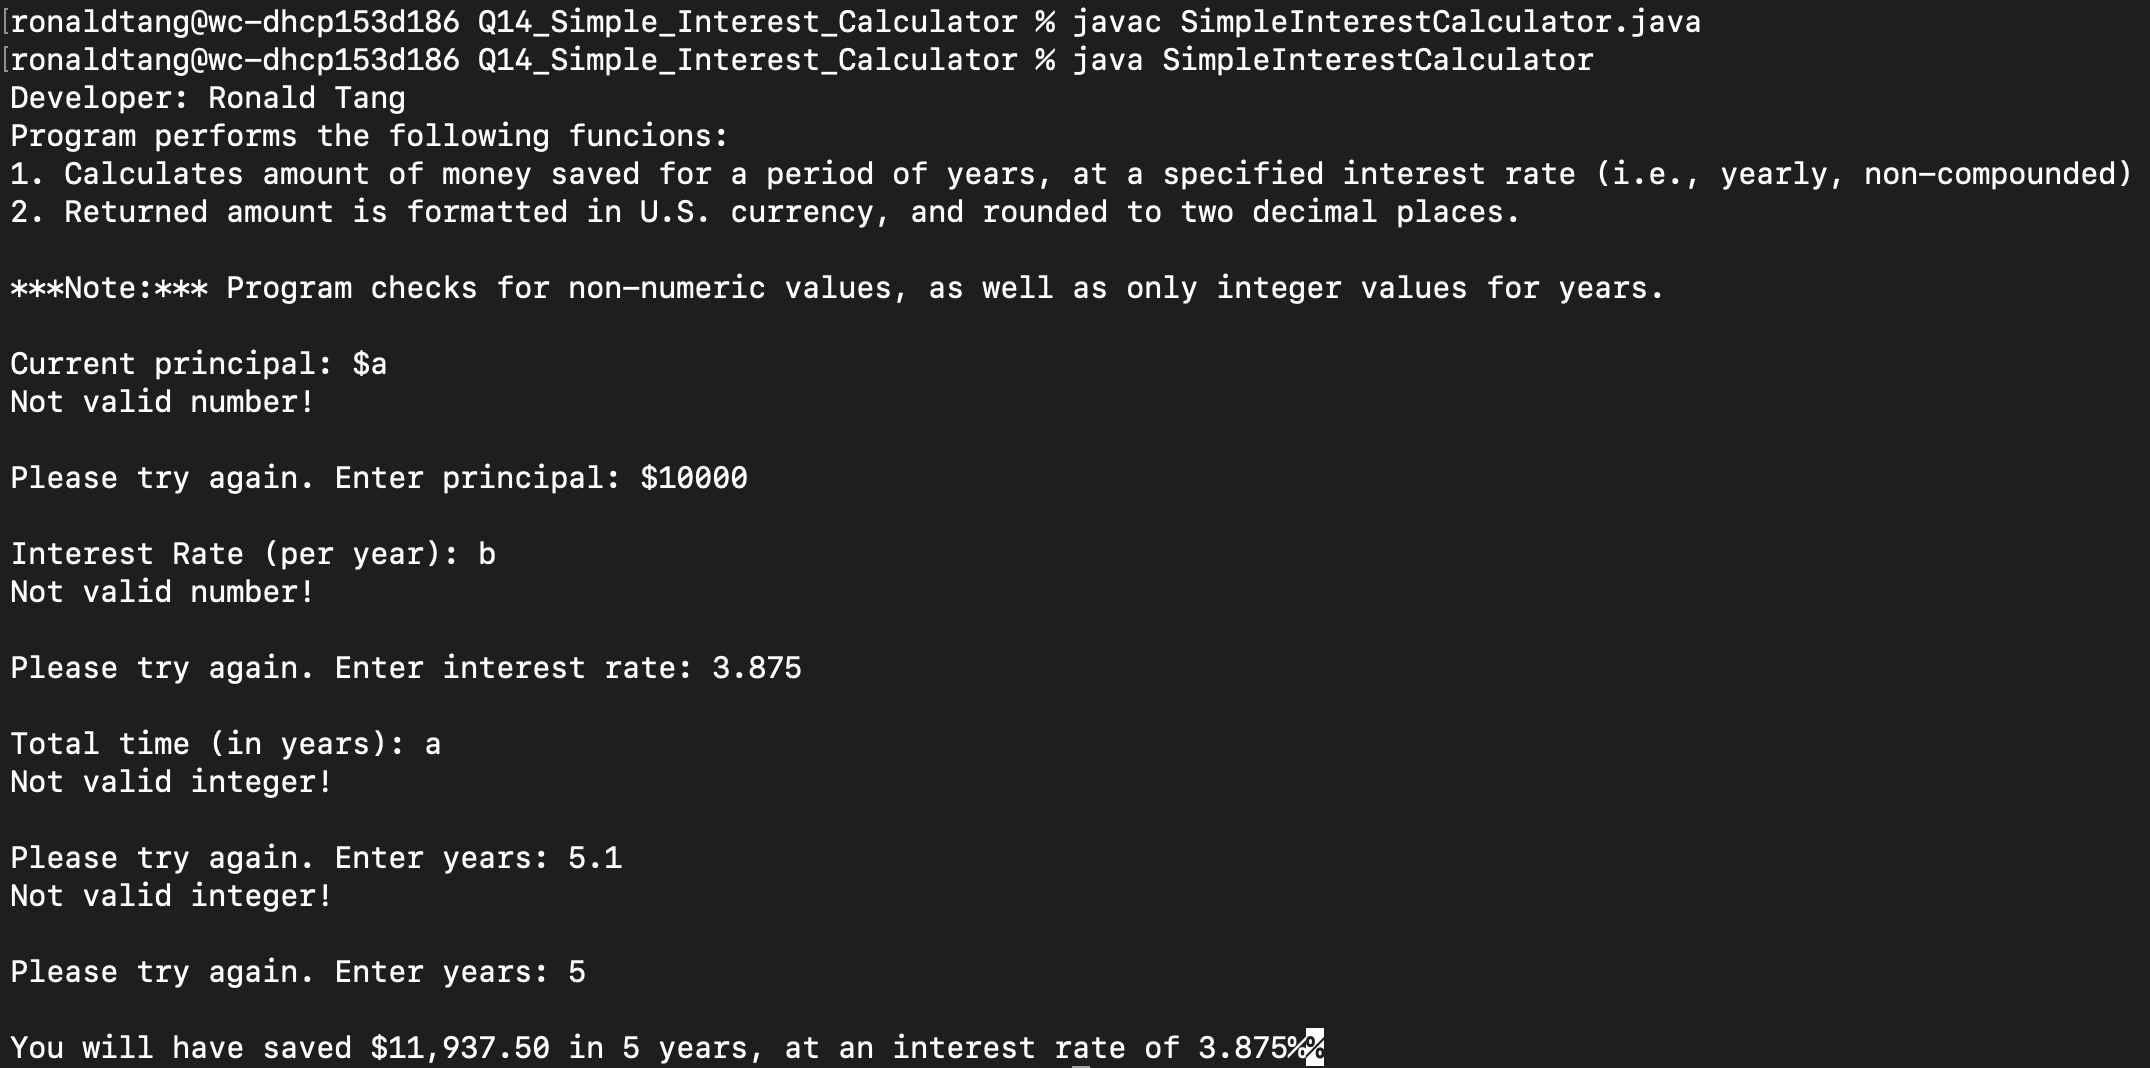 [ronaldtang@wc-dhcp153d186 Q14_Simple_Interest_Calculator % javac SimpleInterestCalculator.java
[ronaldtang@wc-dhcp153d186 Q14_Simple_Interest_Calculator % java SimpleInterestCalculator
Developer: Ronald Tang
Program performs the following funcions:
1. Calculates amount of money saved for a period of years, at a specified interest rate (i.e., yearly, non-compounded)
2. Returned amount is formatted in U.S. currency, and rounded to two decimal places.
***Note:*** Program checks for non-numeric values, as well as only integer values for years.
Current principal: $a
Not valid number!
Please try again. Enter principal: $10000
Interest Rate (per year): b
Not valid number!
Please try again. Enter interest rate: 3.875
Total time (in years): a
Not valid integer!
Please try again. Enter years: 5.1
Not valid integer!
Please try again. Enter years: 5
You will have saved $11,937.50 in 5 years, at an interest rate of 3.875%%